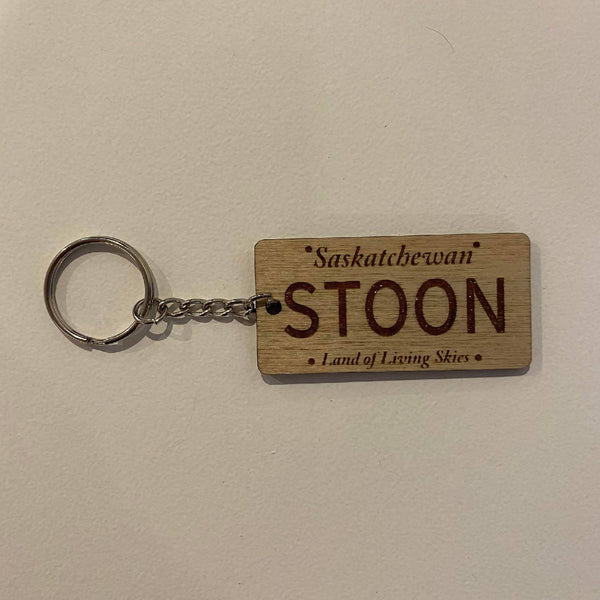 Saskatchewan
STOON
• Land of Living Skies •